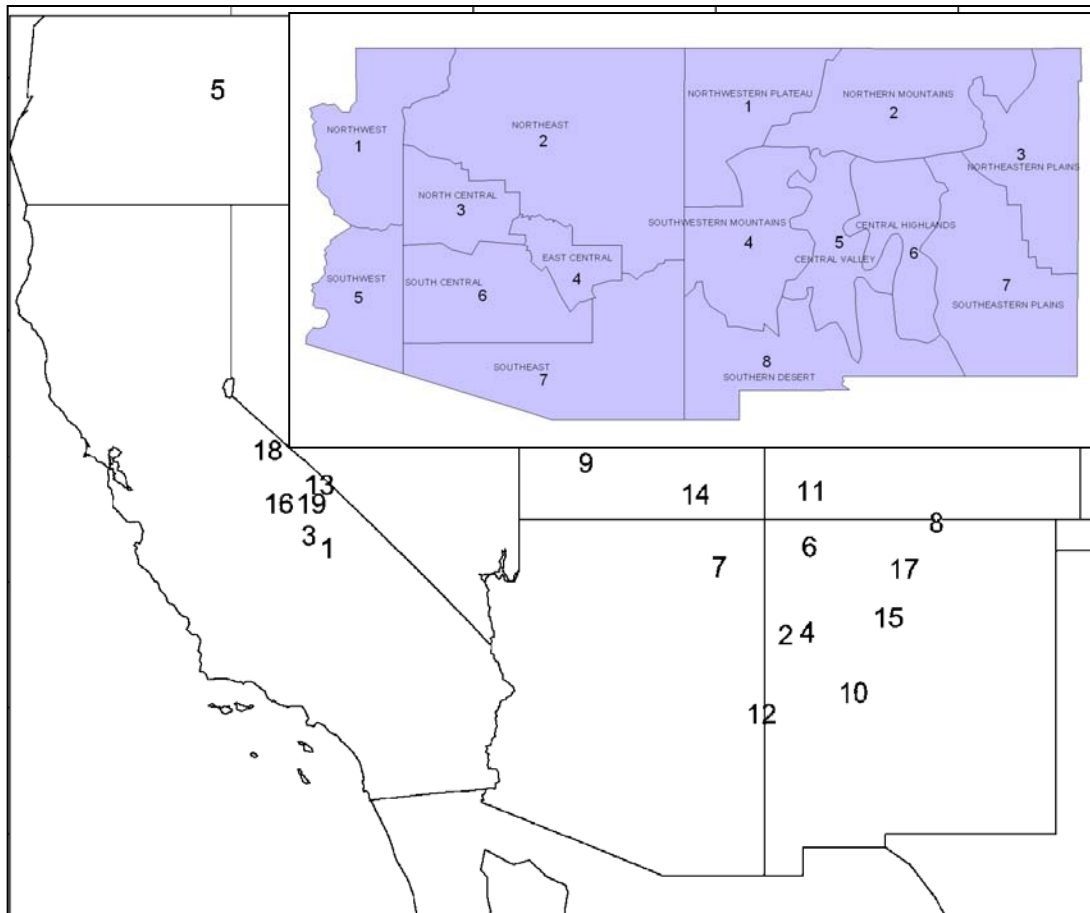 5
NORTHWEST
1
NORTHEAST
2
NORTH CENTRAL
3
EAST CENTRAL
4
SOUTHWEST
5
SOUTH CENTRAL
6
SOUTHEAST
7
NORTHWESTERN PLATEAU
1
NORTHERN MOUNTAINS
2
3
NORTHEASTERN PLAINS
SOUTHWESTERN MOUNTAINS
4
5
CENTRAL VALLEY
CENTRAL HIGHLANDS
6
7
SOUTHEASTERN PLAINS
8
SOUTHERN DESERT
18
13
16 19
3
1
9
14
11
8
6
7
17
15
2 4
10
12